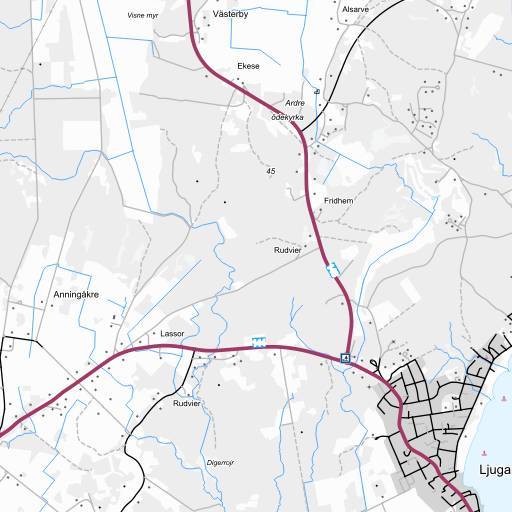 Visne myr
Västerby
Alsarve
Ekese
Ardre
ödekyrka
45
Fridhem
Rudvier
Anningåkre
Lassor
Rudvier
Digerrojr
Ljuga